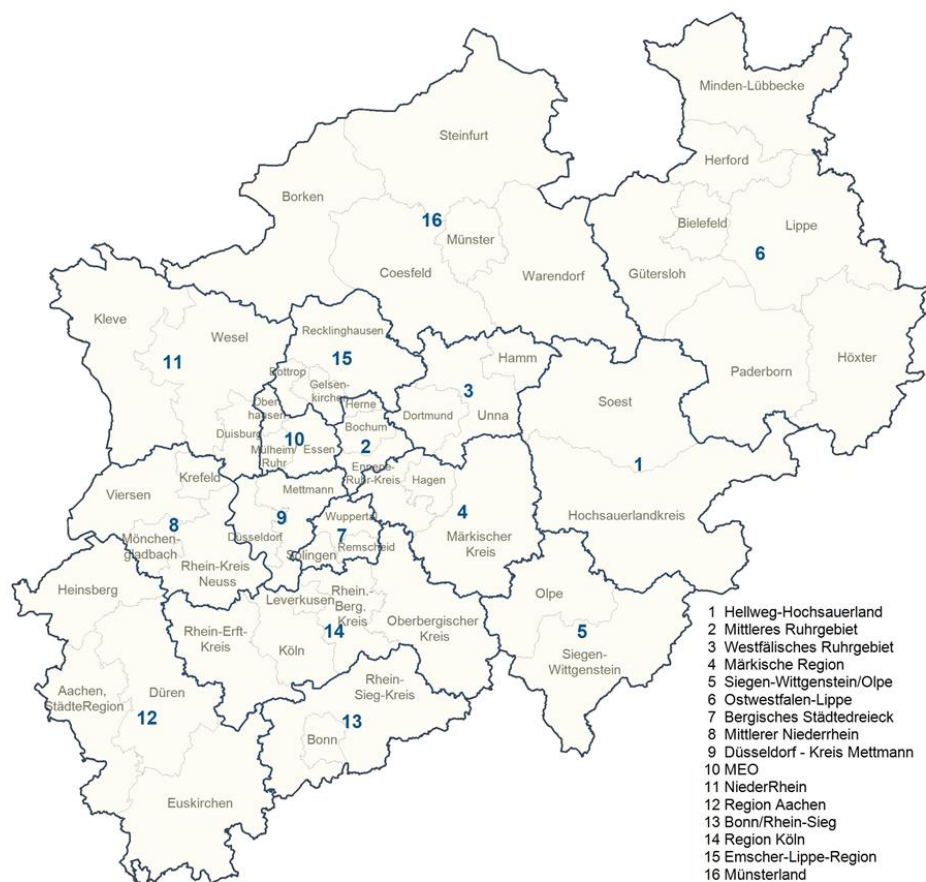 Minden-Lübbecke
Steinfurt
Herford
Borken
Bielefeld
Lippe
16
Münster
6
Coesfeld
Warendorf
Gütersloh
Kleve
Wesel
Recklinghausen
11
15
Hamm
Paderborn
Höxter
Bottrop
Gelsen-
kirchen
3
Soest
Ober-
hausen
Herne
Dortmund
Unna
Duisburg
10
Bochum
Mülheim/
Ruhr
Essen
2
1
Ennepe-
Ruhr-Kreis
Krefeld
Mettmann
Hagen
Viersen
4
Hochsauerlandkreis
8
9
Wuppertal
Mönchen-
gladbach
Düsseldorf
7
Märkischer
Kreis
Solingen
Remscheid
Rhein-Kreis
Neuss
Heinsberg
Leverkusen
Rhein.-
Berg.
Kreis
Olpe
Rhein-Erft-
Kreis
Köln
14
Oberbergischer
Kreis
5
Siegen-
Wittgenstein
Aachen,
StädteRegion
Düren
Rhein-
Sieg-Kreis
12
13
Bonn
Euskirchen
1 Hellweg-Hochsauerland
2 Mittleres Ruhrgebiet
3 Westfälisches Ruhrgebiet
4 Märkische Region
5 Siegen-Wittgenstein/Olpe
6 Ostwestfalen-Lippe
7 Bergisches Städtedreieck
8 Mittlerer Niederrhein
9 Düsseldorf - Kreis Mettmann
10 MEO
11 NiederRhein
12 Region Aachen
13 Bonn/Rhein-Sieg
14 Region Köln
15 Emscher-Lippe-Region
16 Münsterland